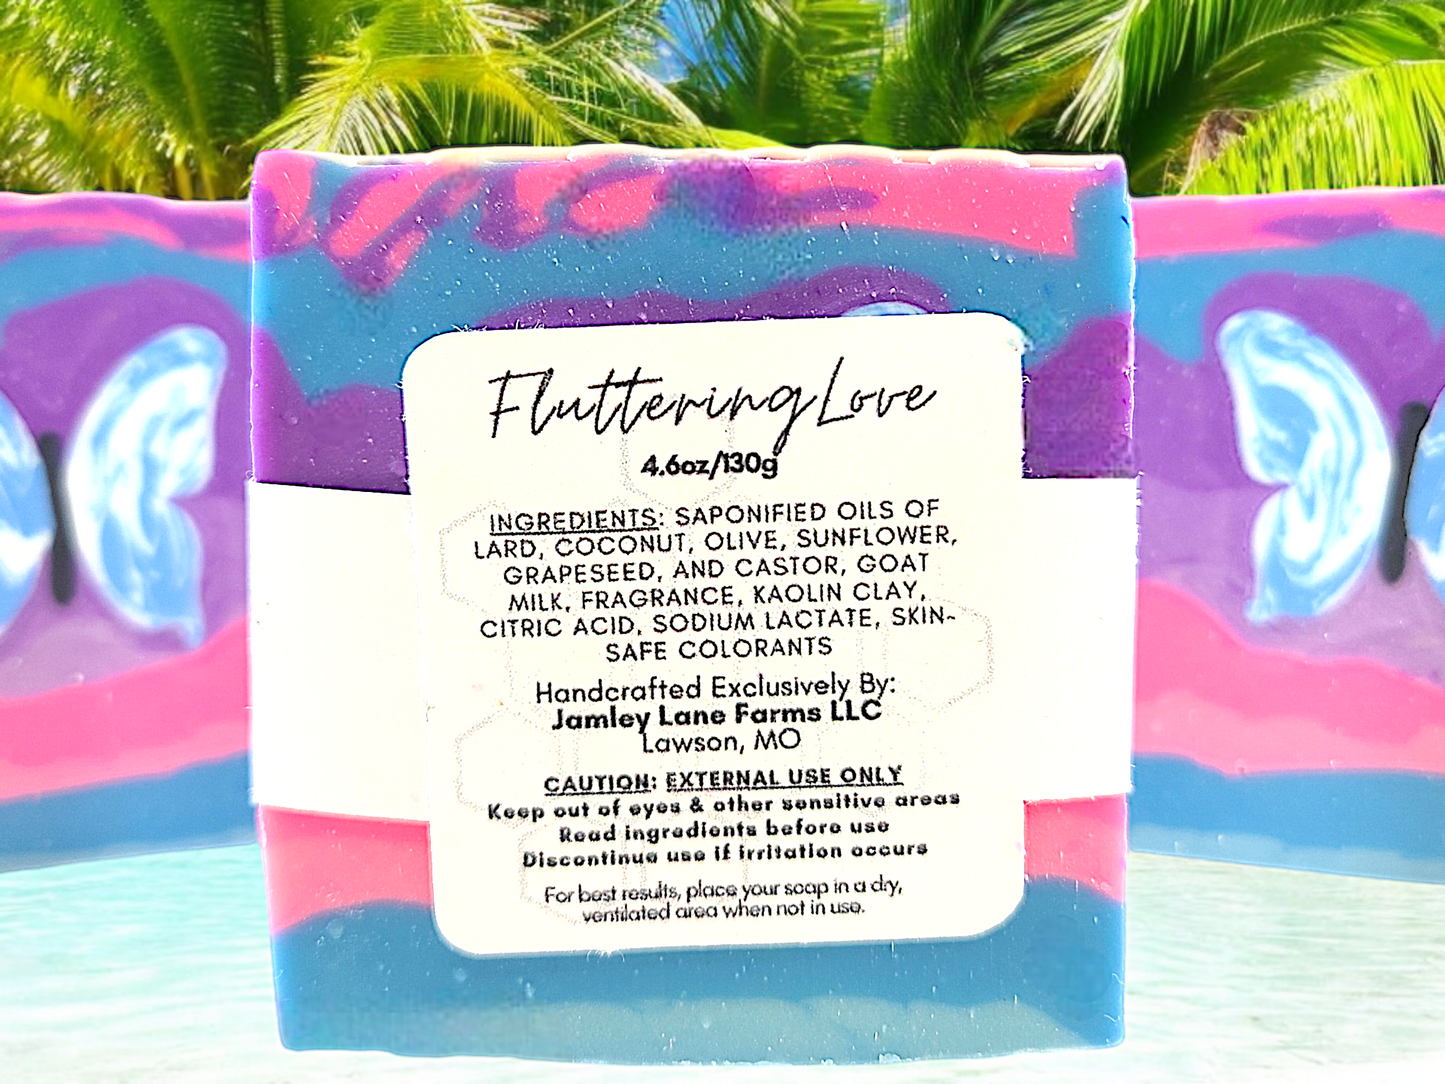 Fluttering Love
4.6oz/130g
INGREDIENTS: SAPONIFIED OILS OF
LARD, COCONUT, OLIVE, SUNFLOWER,
GRAPESEED, AND CASTOR, GOAT
MILK, FRAGRANCE, KAOLIN CLAY,
CITRIC ACID, SODIUM LACTATE, SKIN-
SAFE COLORANTS
Handcrafted Exclusively By:
Jamley Lane Farms LLC
Lawson, MO
CAUTION: EXTERNAL USE ONLY
Keep out of eyes & other sensitive areas
Read ingredients before use
Discontinue use if irritation occurs
For best results, place your soap in a dry,
ventilated area when not in use.